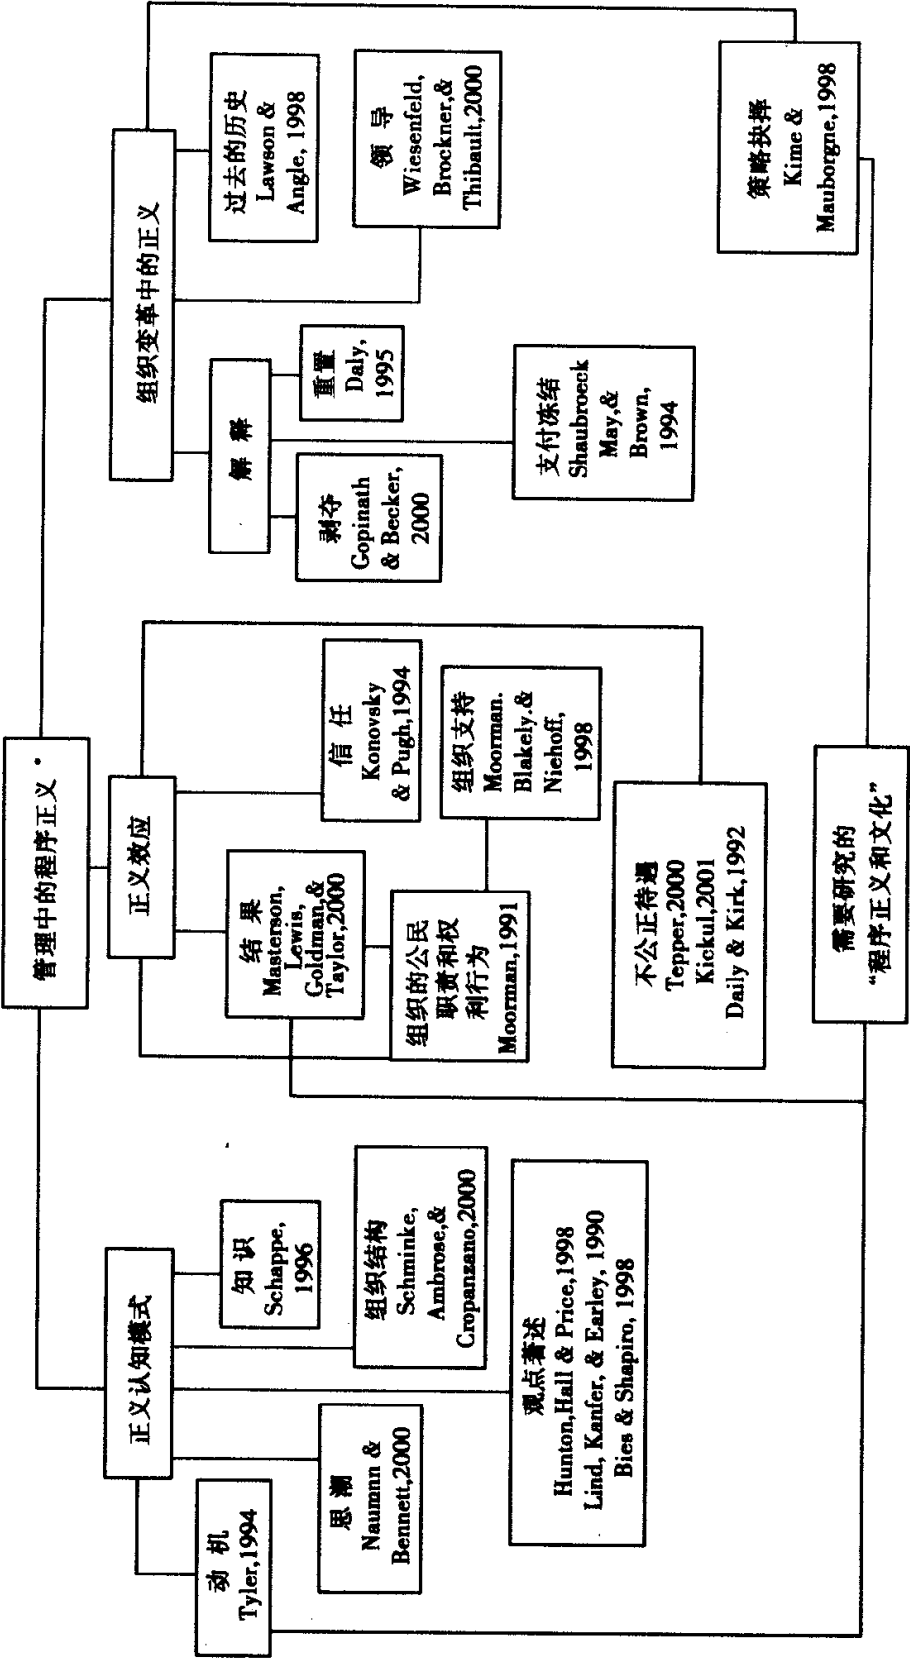 管理中的程序正义*
正义认知模式
正义效应
组织变革中的正义
动 机
Tyler,1994
思 潮
Naumnn &
Bennett,2000
观点著述
Hunton,Hall & Price,1998
Lind, Kanfer, & Earley, 1990
Bies & Shapiro, 1998
组织结构
Schminke,
Ambrose,&
Cropanzano,2000
知 识
Schappe,
1996
组织的公民
职责和权
利行为
Moorman,1991
结 果
Masterson,
Lewis,
Goldman,&
Taylor,2000
组织支持
Moorman.
Blakely.&
Niehoff,
1998
信 任
Konovsky
& Pugh,1994
不公正待遇
Tepper,2000
Kickul,2001
Daily & Kirk,1992
解 释
剥夺
Gopinath
& Becker,
2000
支付冻结
Shaubroeck
May,&
Brown,
1994
重置
Daly,
1995
领 导
Wiesenfeld,
Brockner,&
Thibault,2000
过去的历史
Lawson &
Angle, 1998
策略抉择
Kime &
Mauborgne,1998
需要研究的
“程序正义和文化”